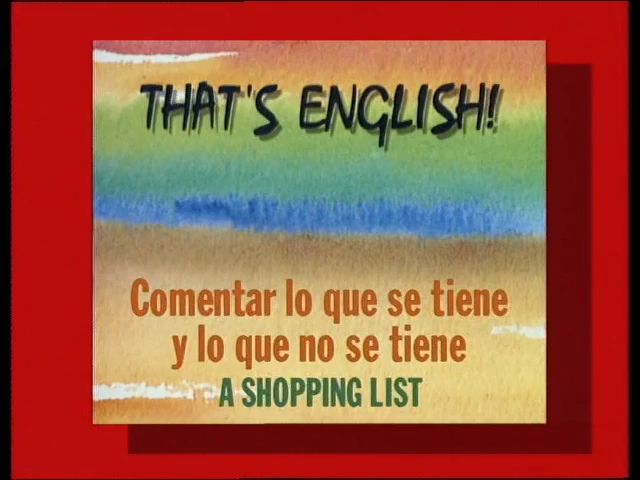 THAT'S ENGLISH!
Comentar lo que se tiene
y lo que no se tiene
A SHOPPING LIST